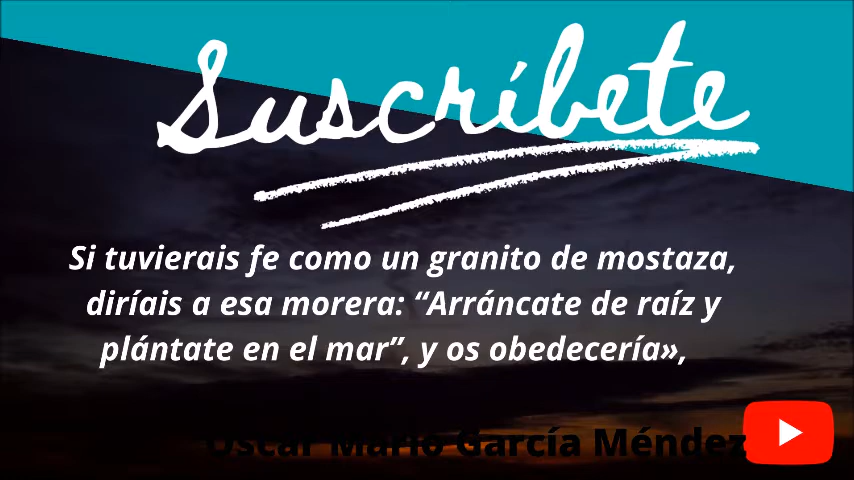 Suscríbete
Si tuvierais fe como un granito de mostaza,
diríais a esa morera: “Arráncate de raíz y
plántate en el mar”, y os obedecería»,
Oscar Mario García Méndez